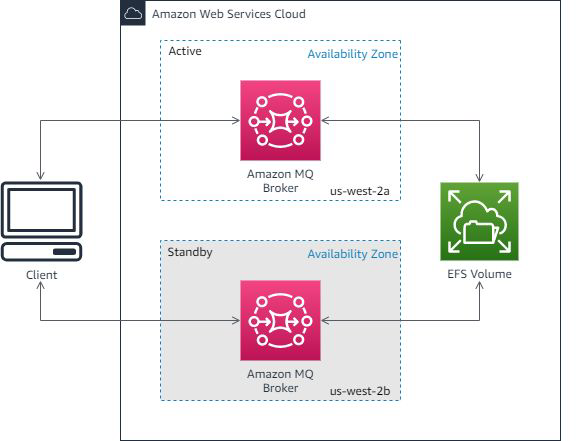 Amazon Web Services Cloud
Active
Availability Zone
Amazon MQ
Broker
us-west-2a
Client
EFS Volume
Standby
Availability Zone
Amazon MQ
Broker
us-west-2b